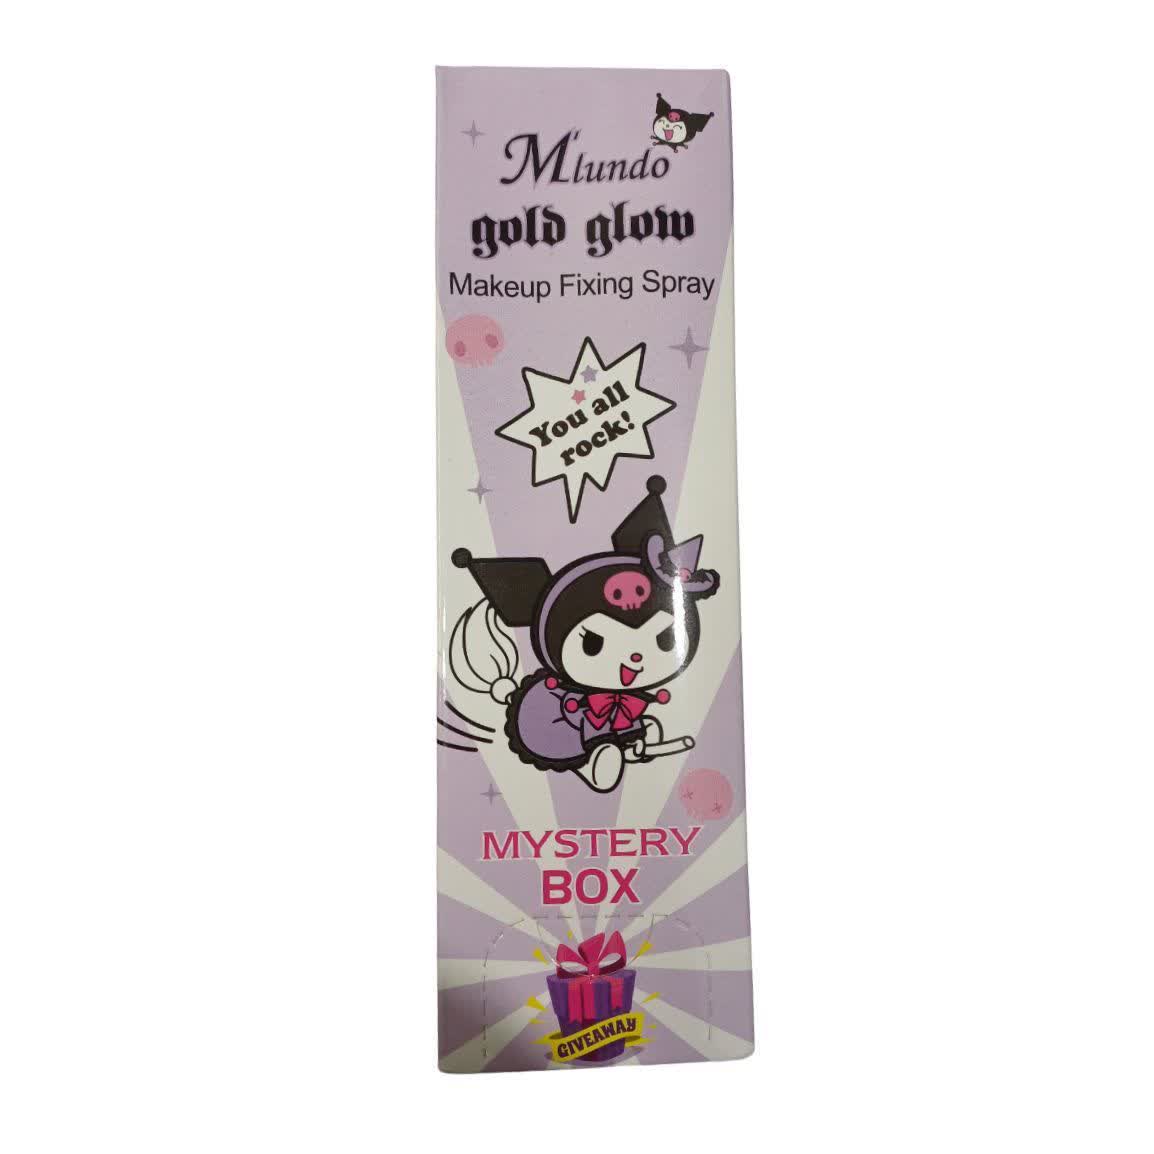 M'lundo
gold glow
Makeup Fixing Spray
You all
rock!
MYSTERY
BOX
GIVEAWAY